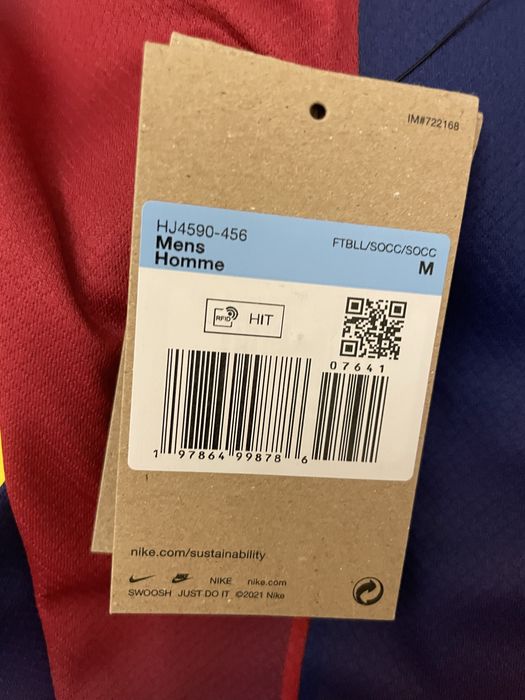 IM#722168
HJ4590-456
Mens
Homme
FTBLL/SOCC/SOCC
M
RFID
HIT
07641
1 97864 99878 6
nike.com/sustainability
NIKE nike.com
SWOOSH JUST DO IT ©2021 Nike